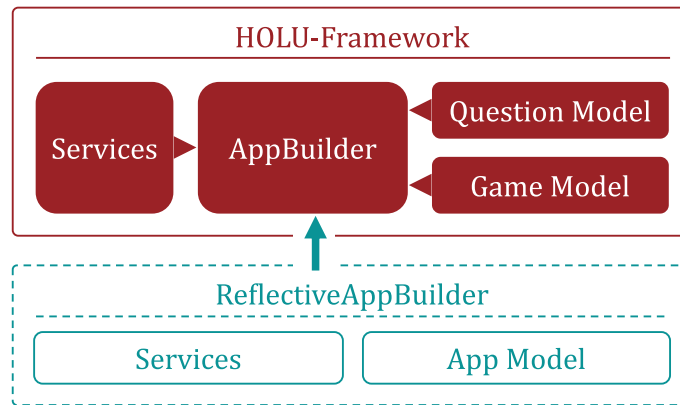 HOLU-Framework
Services
AppBuilder
Question Model
Game Model
ReflectiveAppBuilder
Services
App Model